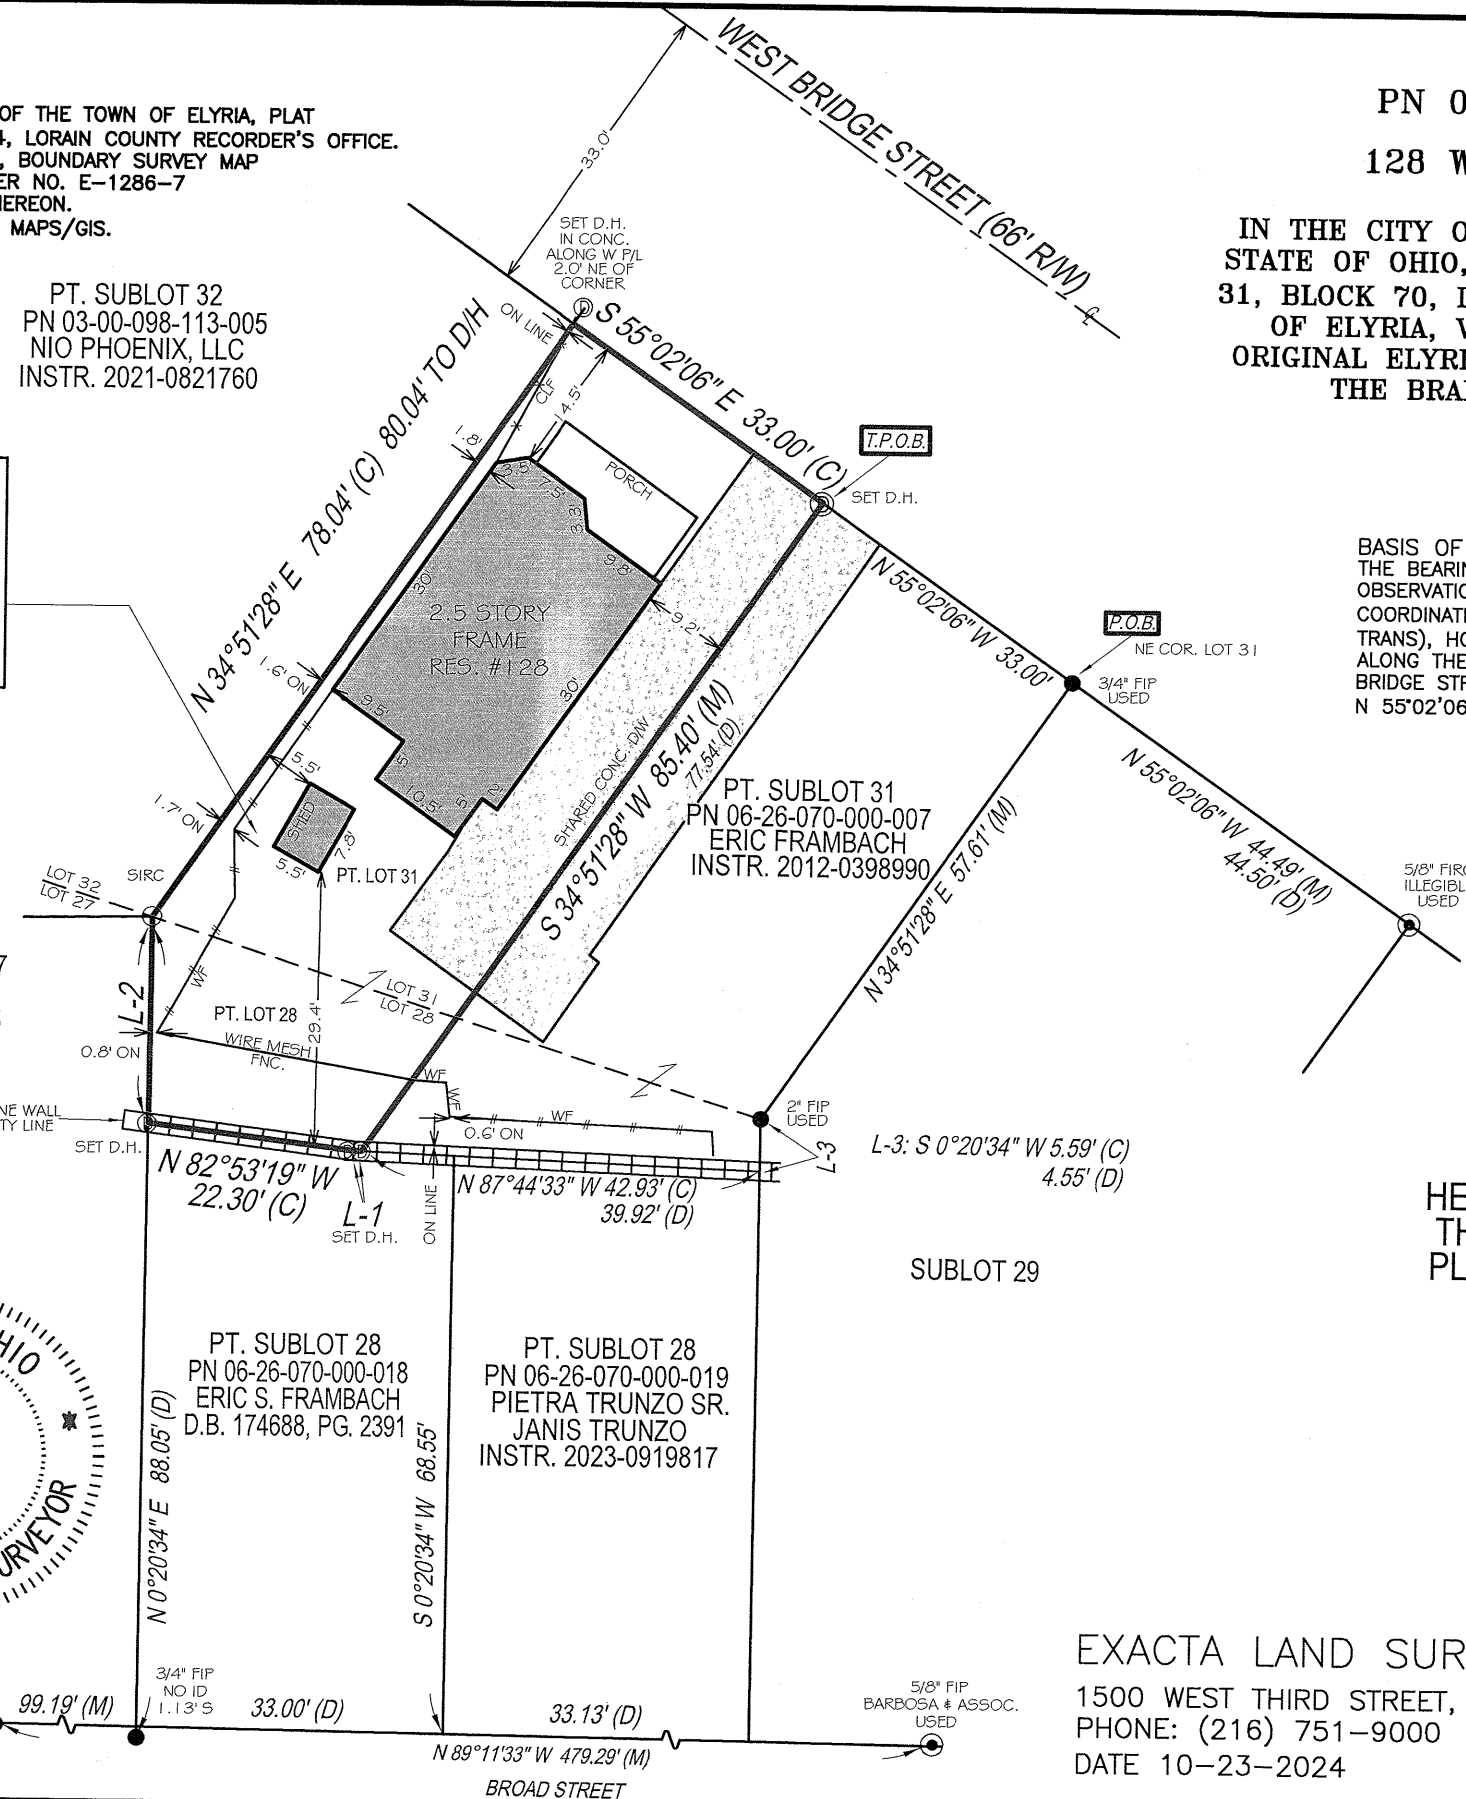 OF THE TOWN OF ELYRIA, PLAT
4, LORAIN COUNTY RECORDER'S OFFICE.
, BOUNDARY SURVEY MAP
ER NO. E-1286-7
HEREON.
MAPS/GIS.
WEST BRIDGE STREET (66' R/W)
33.0'
PN 0
128 W
IN THE CITY O
STATE OF OHIO,
31, BLOCK 70, I
OF ELYRIA, V
ORIGINAL ELYRI
THE BRA
SET D.H.
IN CONC.
ALONG W P/L
2.0' NE OF
CORNER
PT. SUBLOT 32
PN 03-00-098-113-005
NIO PHOENIX, LLC
INSTR. 2021-0821760
ON LINE
S 55°02'06" E 33.00' (C)
N 34°51'28" E 78.04' (C) 80.04' TO D/H
CLF
14.5'
1.8'
T.P.O.B.
SET D.H.
PORCH
3.5'
7.5'
3.3'
9.8'
30'
2.5 STORY
FRAME
RES. #128
9.2'
30'
N 55°02'06" W 33.00'
P.O.B.
NE COR. LOT 31
3/4" FIP
USED
BASIS OF
THE BEARIN
OBSERVATIO
COORDINATE
TRANS), HO
ALONG THE
BRIDGE STR
N 55°02'06
1.6' ON
9.5'
5'
10.5'
5'
2'
5.5'
SHED
7.8'
5.5'
1.7' ON
SHARED CONC. D/W
S 34°51'28" W 85.40' (M)
77.54' (D)
PT. SUBLOT 31
PN 06-26-070-000-007
ERIC FRAMBACH
INSTR. 2012-0398990
N 34°51'28" E 57.61' (M)
N 55°02'06" W 44.49' (M)
44.50' (D)
5/8" FIRC
ILLEGIBL
USED
PT. LOT 31
LOT 32
LOT 27
SIRC
L-2
WF
LOT 31
LOT 28
PT. LOT 28
29.4'
WIRE MESH
FNC.
0.8' ON
WF
WF
WF
0.6' ON
NE WALL
TY LINE
SET D.H.
2" FIP
USED
L-3
L-3: S 0°20'34" W 5.59' (C)
4.55' (D)
N 82°53'19" W
22.30' (C)
L-1
SET D.H.
ON LINE
N 87°44'33" W 42.93' (C)
39.92' (D)
SUBLOT 29
HE
TH
PL
HIO
URVEYOR
PT. SUBLOT 28
PN 06-26-070-000-018
ERIC S. FRAMBACH
D.B. 174688, PG. 2391
PT. SUBLOT 28
PN 06-26-070-000-019
PIETRA TRUNZO SR.
JANIS TRUNZO
INSTR. 2023-0919817
N 0°20'34" E 88.05' (D)
S 0°20'34" W 68.55'
3/4" FIP
NO ID
1.13' S
99.19' (M)
33.00' (D)
33.13' (D)
5/8" FIP
BARBOSA & ASSOC.
USED
N 89°11'33" W 479.29' (M)
BROAD STREET
EXACTA LAND SUR
1500 WEST THIRD STREET,
PHONE: (216) 751-9000
DATE 10-23-2024